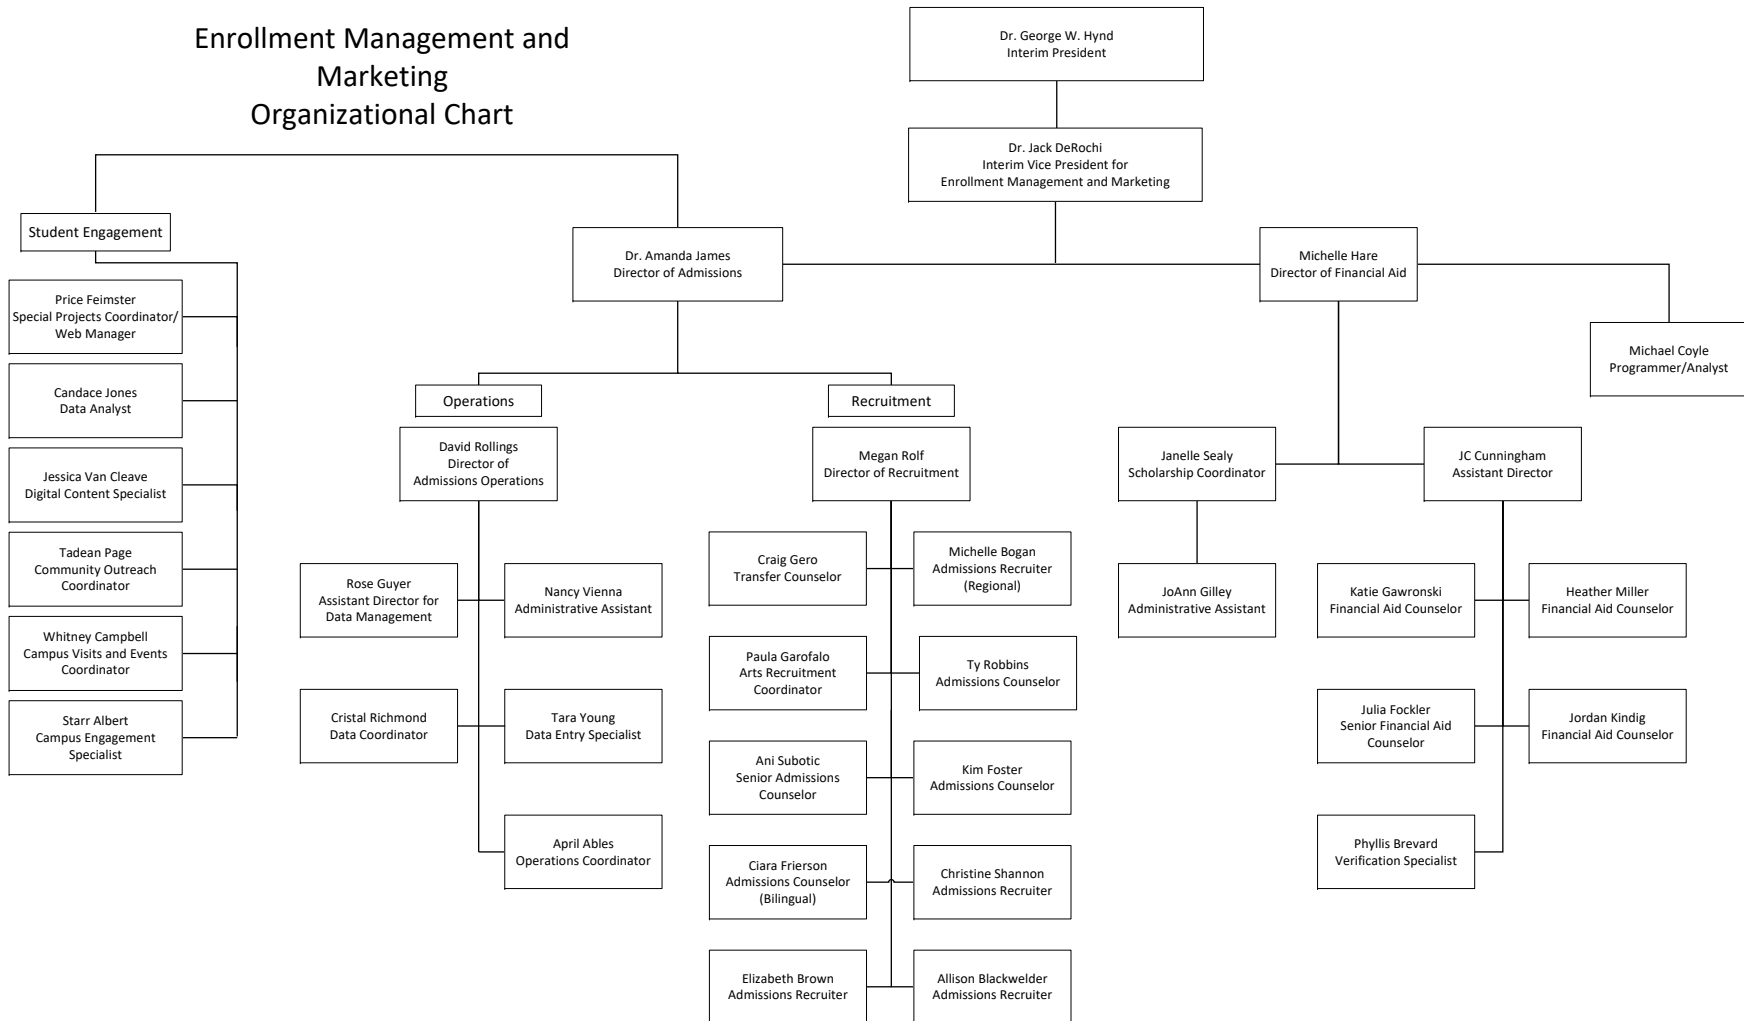 Enrollment Management and
Marketing
Organizational Chart
Dr. George W. Hynd
Interim President
Dr. Jack DeRochi
Interim Vice President for
Enrollment Management and Marketing
Student Engagement
Price Feimster
Special Projects Coordinator/
Web Manager
Candace Jones
Data Analyst
Jessica Van Cleave
Digital Content Specialist
Tadean Page
Community Outreach
Coordinator
Whitney Campbell
Campus Visits and Events
Coordinator
Starr Albert
Campus Engagement
Specialist
Dr. Amanda James
Director of Admissions
Operations
David Rollings
Director of
Admissions Operations
Rose Guyer
Assistant Director for
Data Management
Nancy Vienna
Administrative Assistant
Cristal Richmond
Data Coordinator
Tara Young
Data Entry Specialist
April Ables
Operations Coordinator
Recruitment
Megan Rolf
Director of Recruitment
Craig Gero
Transfer Counselor
Michelle Bogan
Admissions Recruiter
(Regional)
Paula Garofalo
Arts Recruitment
Coordinator
Ty Robbins
Admissions Counselor
Ani Subotic
Senior Admissions
Counselor
Kim Foster
Admissions Counselor
Ciara Frierson
Admissions Counselor
(Bilingual)
Christine Shannon
Admissions Recruiter
Elizabeth Brown
Admissions Recruiter
Allison Blackwelder
Admissions Recruiter
Michelle Hare
Director of Financial Aid
Michael Coyle
Programmer/Analyst
Janelle Sealy
Scholarship Coordinator
JoAnn Gilley
Administrative Assistant
JC Cunningham
Assistant Director
Katie Gawronski
Financial Aid Counselor
Heather Miller
Financial Aid Counselor
Julia Fockler
Senior Financial Aid
Counselor
Jordan Kindig
Financial Aid Counselor
Phyllis Brevard
Verification Specialist